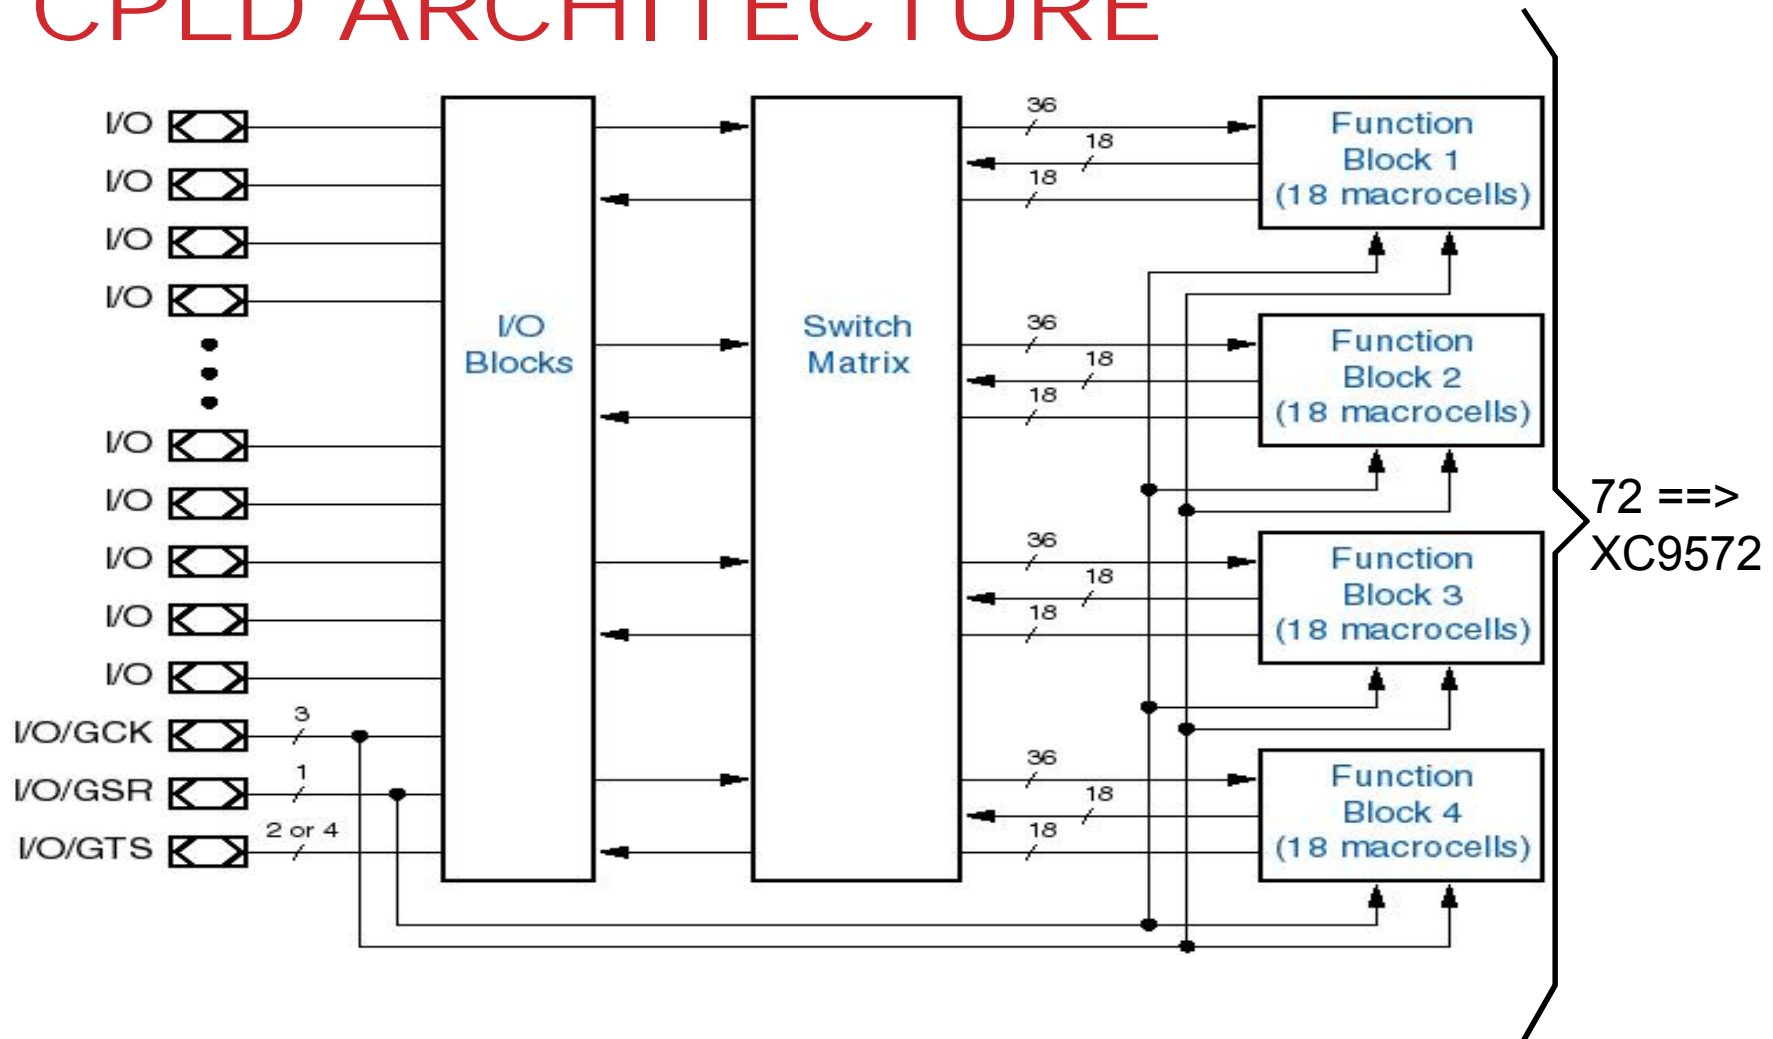 CPLD ARCHITECTURE
I/O
I/O
I/O
I/O
I/O
I/O
I/O
I/O
I/O
I/O/GCK
3
I/O/GSR
1
I/O/GTS
2 or 4
I/O
Blocks
Switch
Matrix
36
18
18
Function
Block 1
(18 macrocells)
36
18
18
Function
Block 2
(18 macrocells)
36
18
18
Function
Block 3
(18 macrocells)
36
18
18
Function
Block 4
(18 macrocells)
72 ==>
XC9572